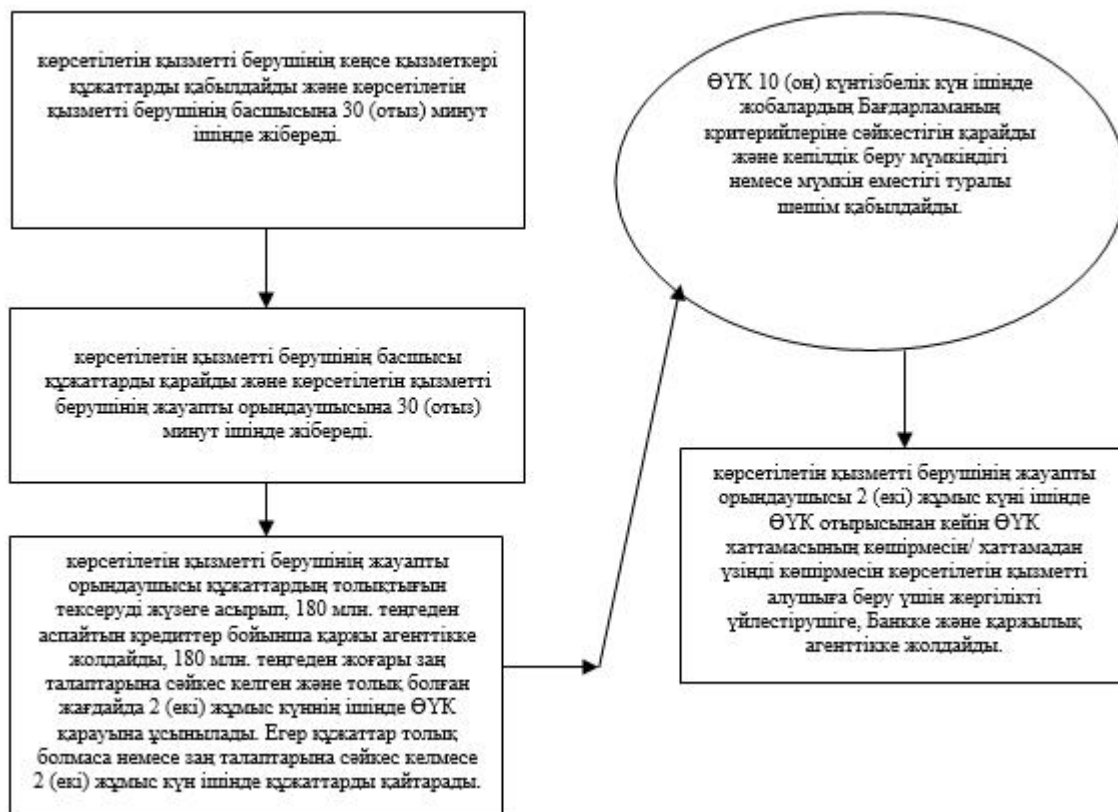 көрсетілетін қызметті берушінің кеңсе қызметкері
құжаттарды қабылдайды және көрсетілетін
қызметті берушінің басшысына 30 (отыз) минут
ішінде жібереді.
көрсетілетін қызметті берушінің басшысы
құжаттарды қарайды және көрсетілетін қызметті
берушінің жауапты орындаушысына 30 (отыз)
минут ішінде жібереді.
көрсетілетін қызметті берушінің жауапты
орындаушысы құжаттардың толықтығын
тексеруді жүзеге асырып, 180 млн. теңгеден
аспайтын кредиттер бойынша қаржы агенттікке
жолдайды, 180 млн. теңгеден жоғары заң
талаптарына сәйкес келген және толық болған
жағдайда 2 (екі) жұмыс күннің ішінде ӨҮК
қарауына ұсынылады. Егер құжаттар толық
болмаса немесе заң талаптарына сәйкес келмесе
2 (екі) жұмыс күн ішінде құжаттарды қайтарады.
ӨҮК 10 (он) күнтізбелік күн ішінде
жобалардың Бағдарламаның
критерийлеріне сәйкестігін қарайды
және кепілдік беру мүмкіндігі
немесе мүмкін еместігі туралы
шешім қабылдайды.
көрсетілетін қызметті берушінің жауапты
орындаушысы 2 (екі) жұмыс күні ішінде
ӨҮК отырысынан кейін ӨҮК
хаттамасының көшірмесін/ хаттамадан
үзінді көшірмесін көрсетілетін қызметті
алушыға беру үшін жергілікті
үйлестірушіге, Банкке және қаржылық
агенттікке жолдайды.